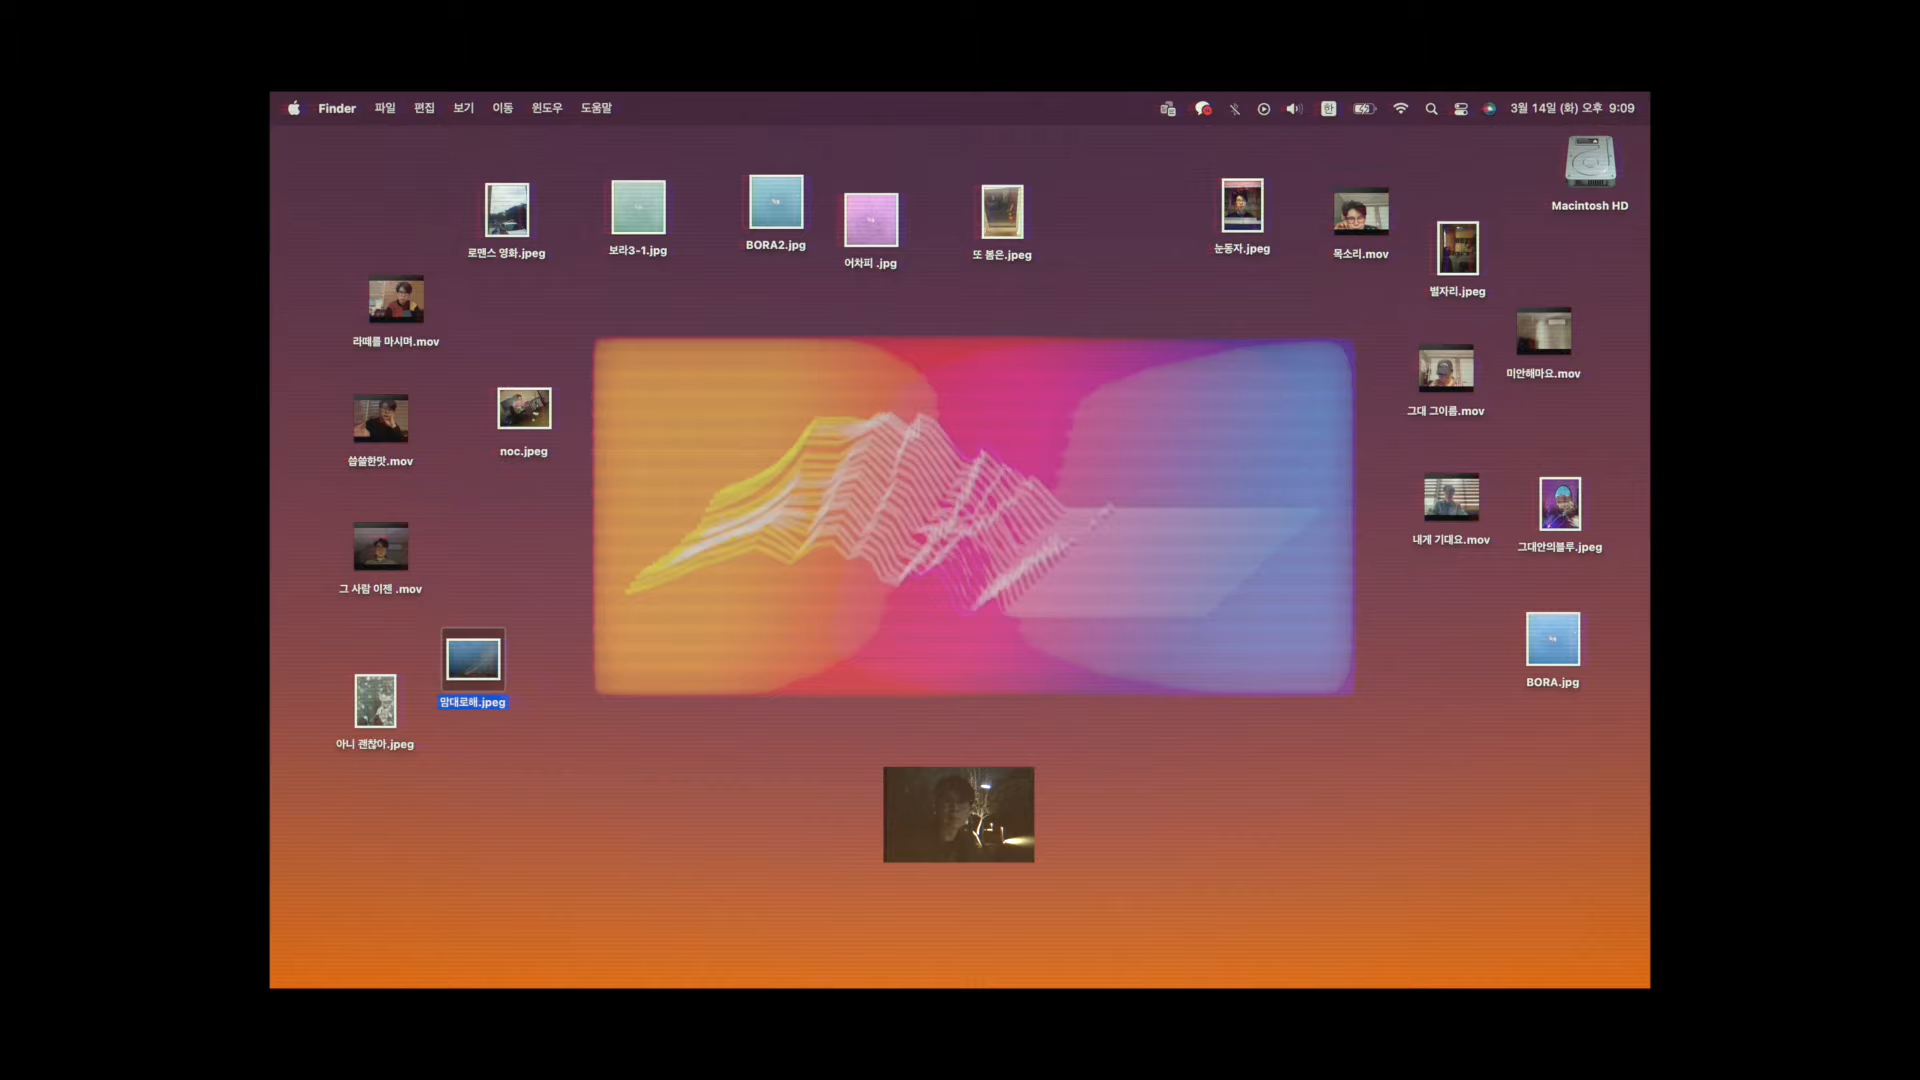 Finder 파일 편집 보기 이동 윈도우 도움말 한 3월 14일 (화) 오후 9:09
Macintosh HD
로맨스 영화.jpeg
보라3-1.jpg
BORA2.jpg
어차피 .jpg
또 봄은.jpeg
눈동자.jpeg
목소리.mov
별자리.jpeg
라떼를 마시며.mov
미안해마요.mov
그대 그이름.mov
씁쓸한맛.mov
noc.jpeg
내게 기대요.mov
그대안의블루.jpeg
그 사람 이젠 .mov
BORA.jpg
맘대로해.jpeg
아니 괜찮아.jpeg